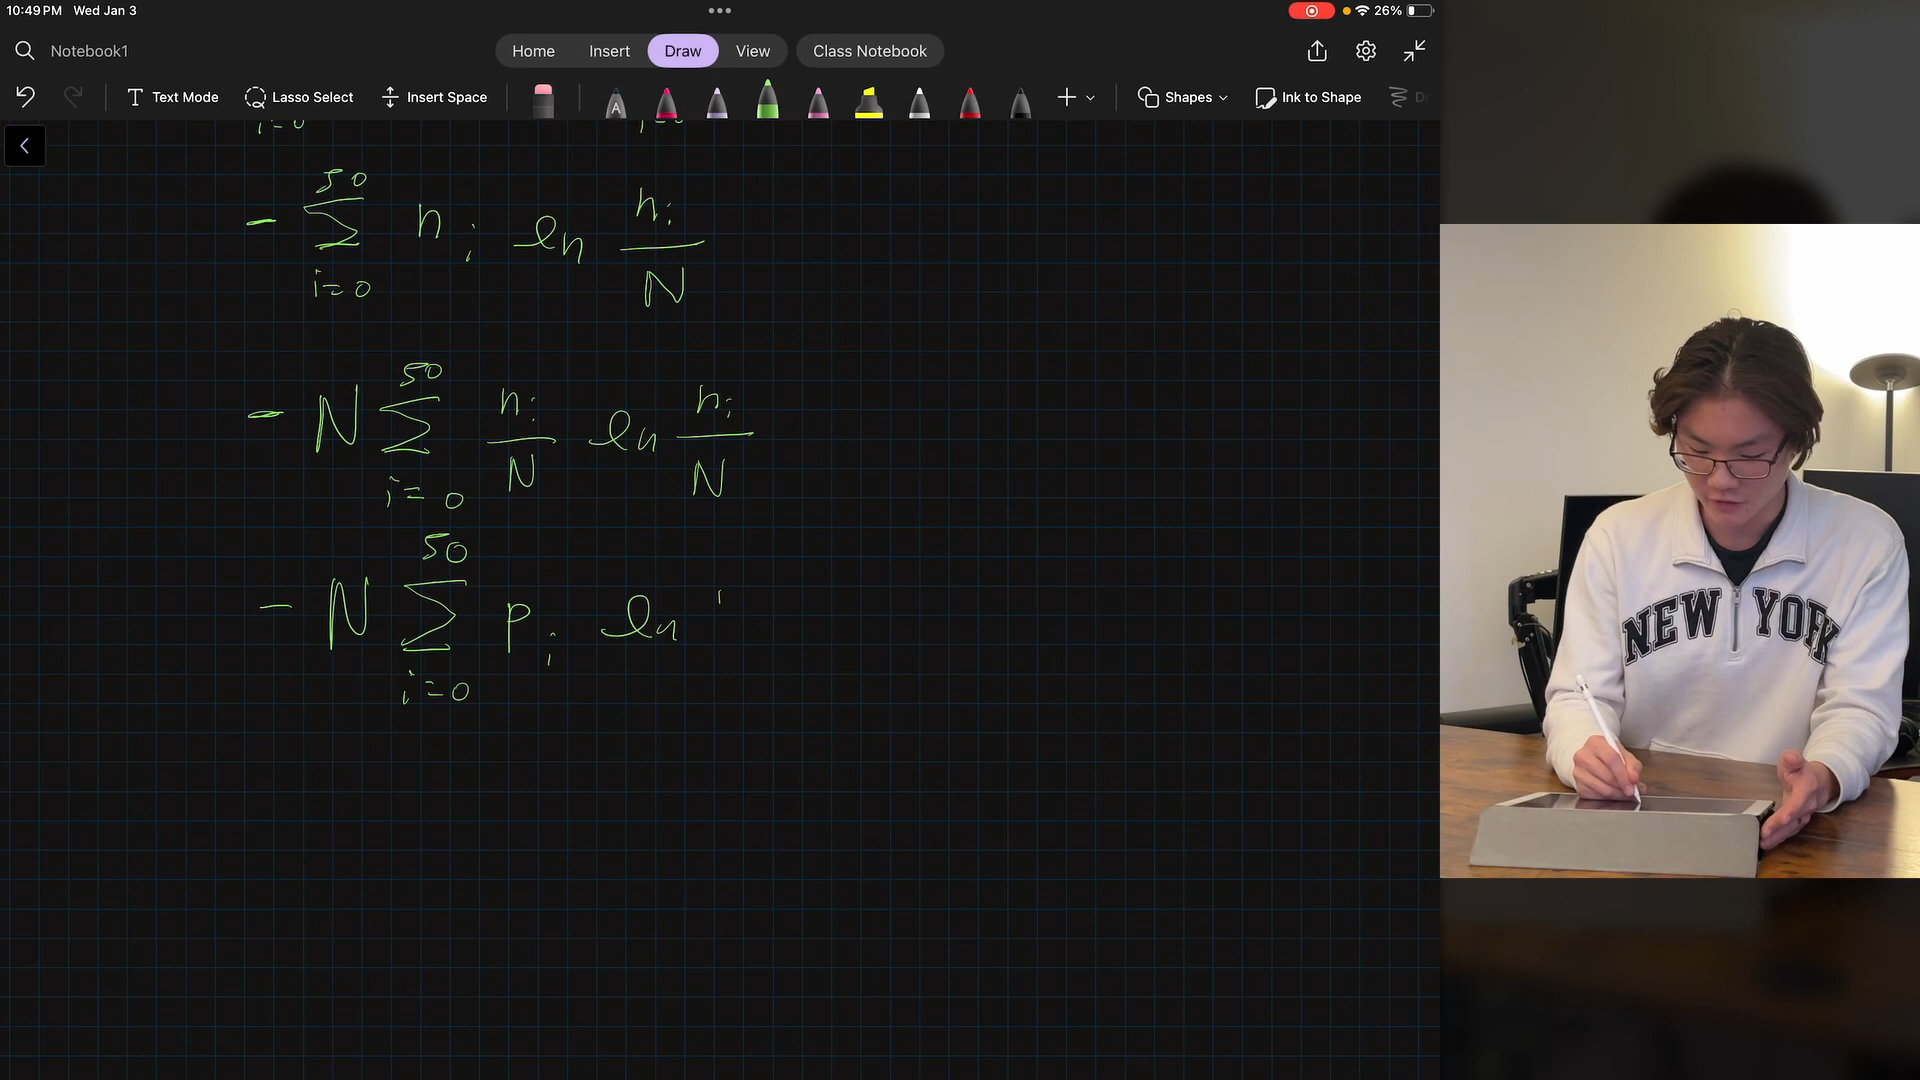 10:49 PM Wed Jan 3
26%
Notebook1
Home Insert Draw View Class Notebook
Text Mode Lasso Select Insert Space A Shapes Ink to Shape
i=0 i=0
50
- Σ n_i ln n_i/N
i=0
50
- N Σ n_i/N ln n_i/N
i=0
50
- N Σ p_i ln
i=0
NEW YORK